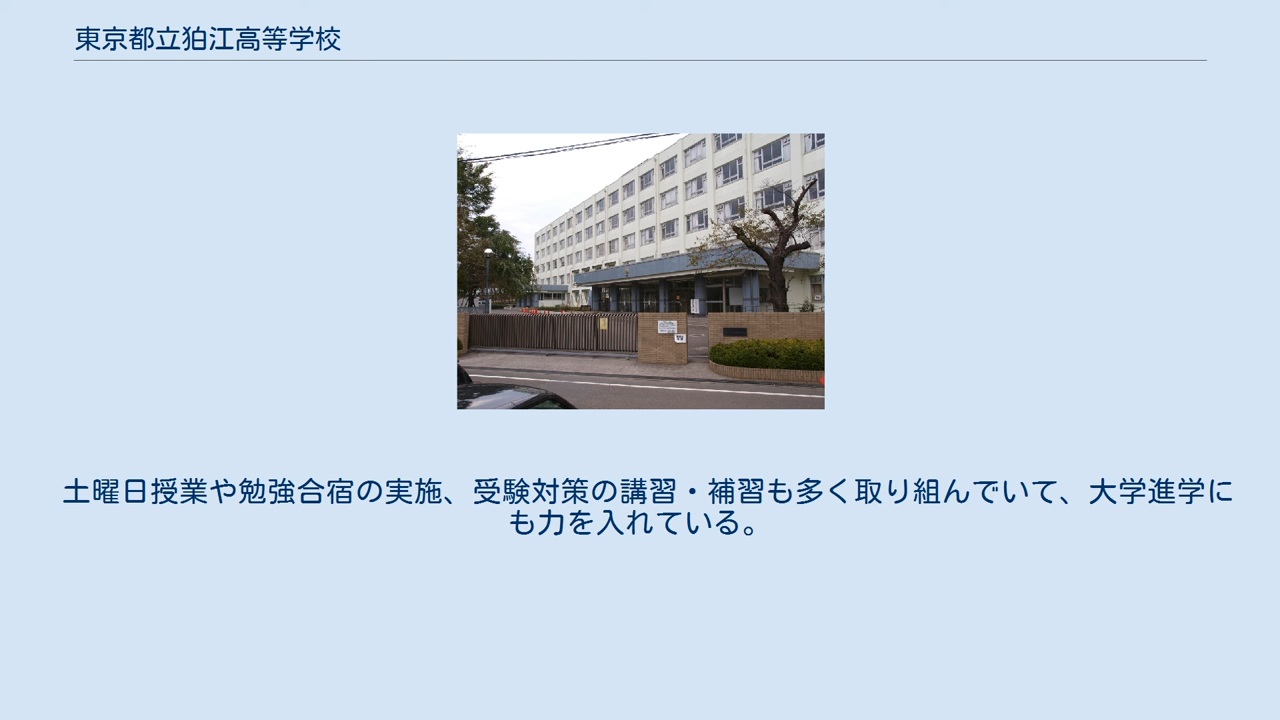 東京都立狛江高等学校
土曜日授業や勉強合宿の実施、受験対策の講習・補習も多く取り組んでいて、大学進学に
も力を入れている。